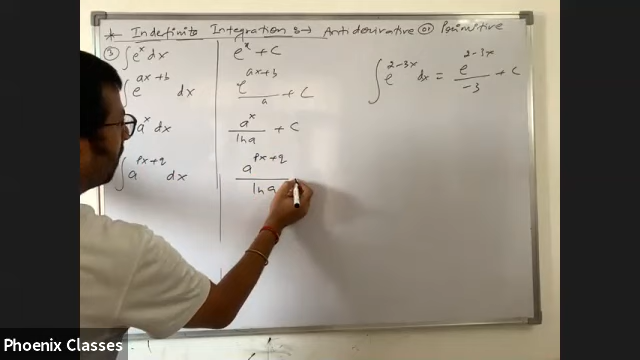 * Indefinite Integration :→ Antiderivative or Primitive
③ ∫e^x dx e^x + C
∫e^(ax+b) dx e^(ax+b)/a + C
a^x dx a^x/ln a + C
∫a^(px+q) dx a^(px+q)/ln a
∫e^(2-3x) dx = e^(2-3x)/-3 + C
Phoenix Classes